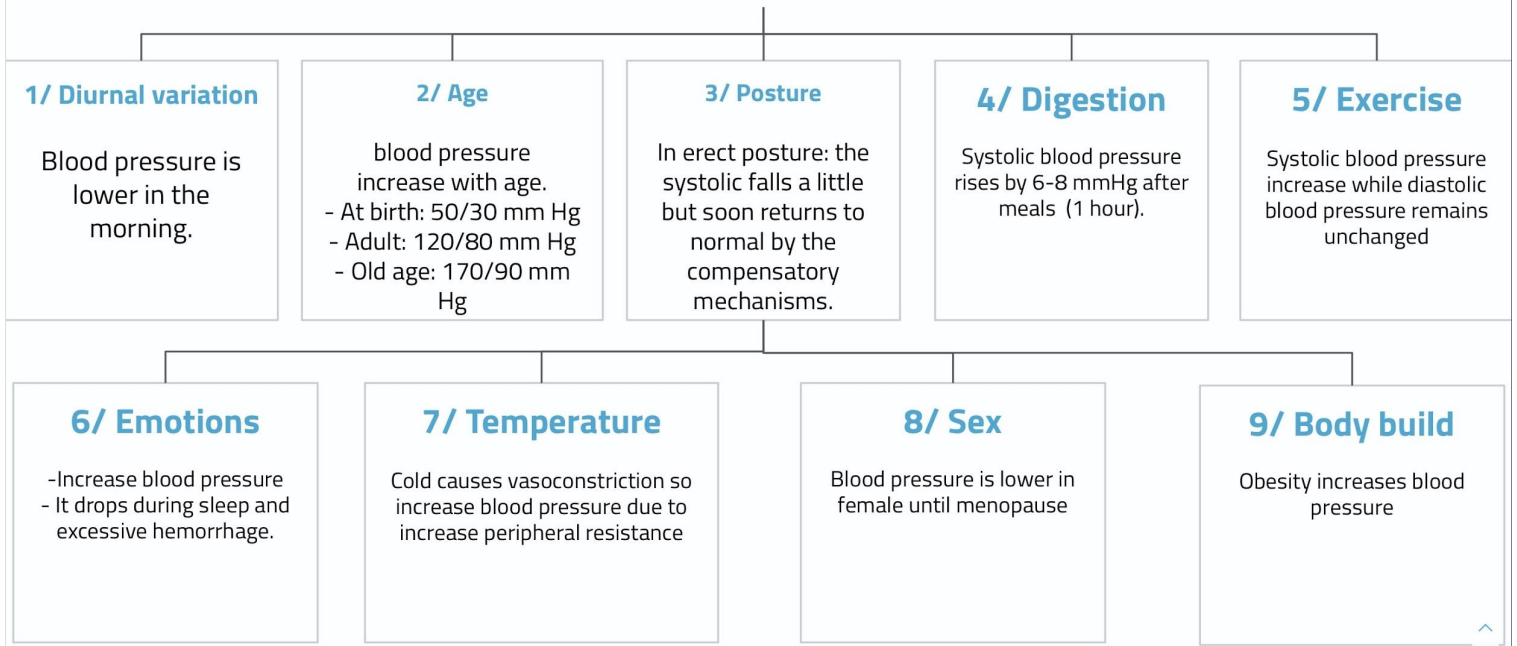 1/ Diurnal variation
Blood pressure is
lower in the
morning.
2/ Age
blood pressure
increase with age.
- At birth: 50/30 mm Hg
- Adult: 120/80 mm Hg
- Old age: 170/90 mm
Hg
3/ Posture
In erect posture: the
systolic falls a little
but soon returns to
normal by the
compensatory
mechanisms.
4/ Digestion
Systolic blood pressure
rises by 6-8 mmHg after
meals (1 hour).
5/ Exercise
Systolic blood pressure
increase while diastolic
blood pressure remains
unchanged
6/ Emotions
-Increase blood pressure
- It drops during sleep and
excessive hemorrhage.
7/ Temperature
Cold causes vasoconstriction so
increase blood pressure due to
increase peripheral resistance
8/ Sex
Blood pressure is lower in
female until menopause
9/ Body build
Obesity increases blood
pressure